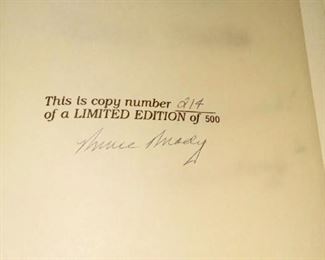 This is copy number 214
of a LIMITED EDITION of 500